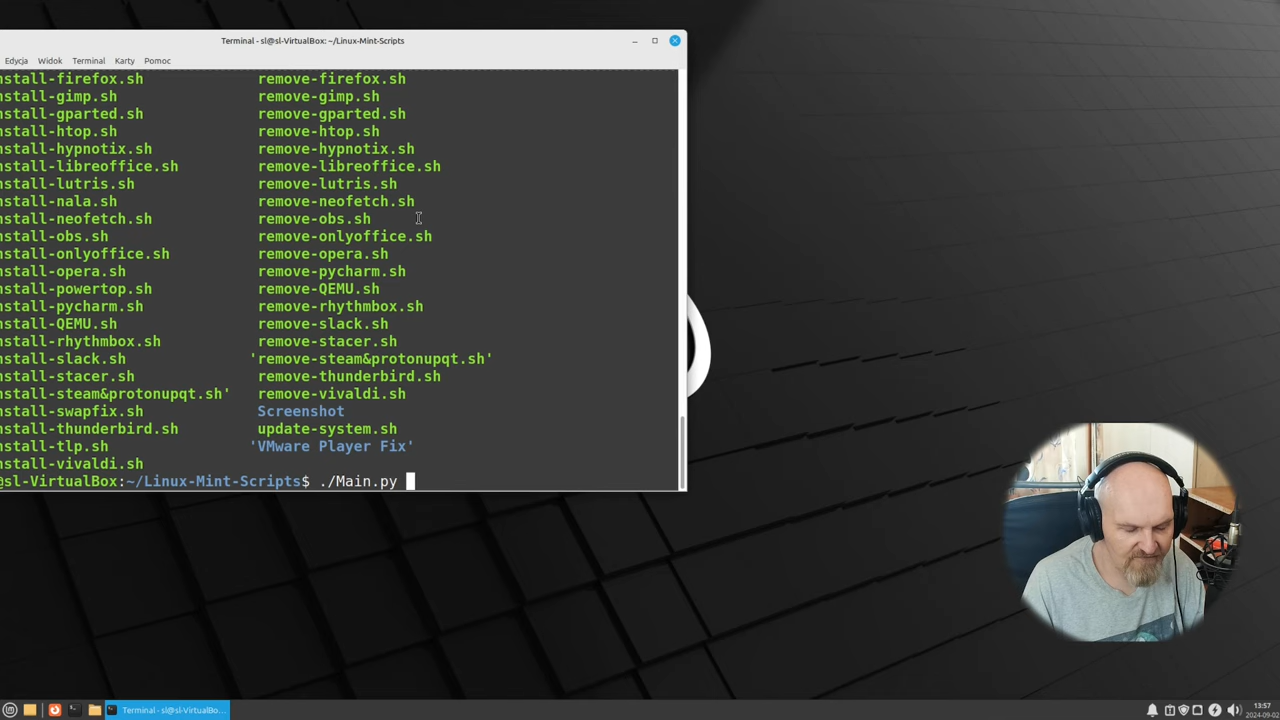 Terminal - sl@sl-VirtualBox: ~/Linux-Mint-Scripts
Edycja Widok Terminal Karty Pomoc
nstall-firefox.sh remove-firefox.sh
nstall-gimp.sh remove-gimp.sh
nstall-gparted.sh remove-gparted.sh
nstall-htop.sh remove-htop.sh
nstall-hypnotix.sh remove-hypnotix.sh
nstall-libreoffice.sh remove-libreoffice.sh
nstall-lutris.sh remove-lutris.sh
nstall-nala.sh remove-neofetch.sh
nstall-neofetch.sh remove-obs.sh
nstall-obs.sh remove-onlyoffice.sh
nstall-onlyoffice.sh remove-opera.sh
nstall-opera.sh remove-pycharm.sh
nstall-powertop.sh remove-QEMU.sh
nstall-pycharm.sh remove-rhythmbox.sh
nstall-QEMU.sh remove-slack.sh
nstall-rhythmbox.sh remove-stacer.sh
nstall-slack.sh 'remove-steam&protonupqt.sh'
nstall-stacer.sh remove-thunderbird.sh
nstall-steam&protonupqt.sh' remove-vivaldi.sh
nstall-swapfix.sh Screenshot
nstall-thunderbird.sh update-system.sh
nstall-tlp.sh 'VMware Player Fix'
nstall-vivaldi.sh
@sl-VirtualBox:~/Linux-Mint-Scripts$ ./Main.py
Terminal - sl@sl-VirtualBo...
13:57
2024-09-02